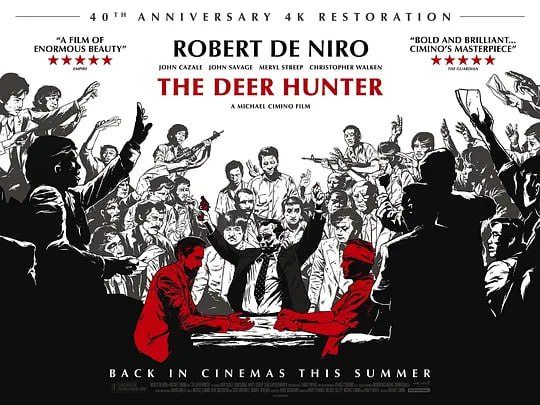 40TH ANNIVERSARY 4K RESTORATION
"A FILM OF
ENORMOUS BEAUTY"
EMPIRE
ROBERT DE NIRO
JOHN CAZALE JOHN SAVAGE MERYL STREEP CHRISTOPHER WALKEN
THE DEER HUNTER
A MICHAEL CIMINO FILM
"BOLD AND BRILLIANT...
CIMINO'S MASTERPIECE"
THE GUARDIAN
BACK IN CINEMAS THIS SUMMER